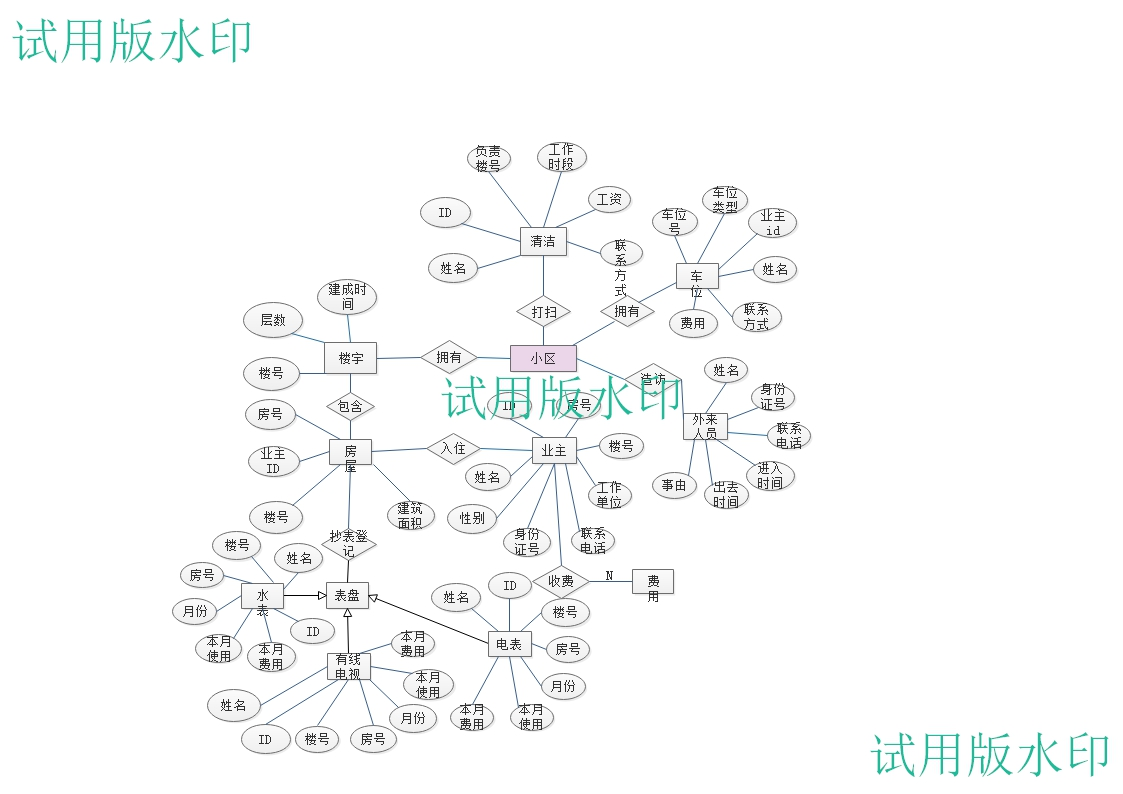 试用版水印
负责
楼号
工作
时段
工资
ID
清洁
姓名
联
系
方
式
车位
号
车位
类型
业主
id
姓名
车
位
联系
方式
费用
建成时
间
层数
楼宇
楼号
拥有
打扫
拥有
小区
造访
试用版水印
包含
房号
业主
ID
房
屋
楼号
建筑
面积
入住
ID
房号
业主
楼号
姓名
工作
单位
性别
身份
证号
联系
电话
姓名
身份
证号
外来
人员
联系
电话
进入
时间
出去
时间
事由
抄表登
记
收费
N
费
用
楼号
姓名
房号
水
表
月份
本月
使用
本月
费用
ID
表盘
姓名
ID
楼号
电表
房号
月份
本月
使用
本月
费用
有线
电视
本月
费用
本月
使用
月份
姓名
ID
楼号
房号
试用版水印